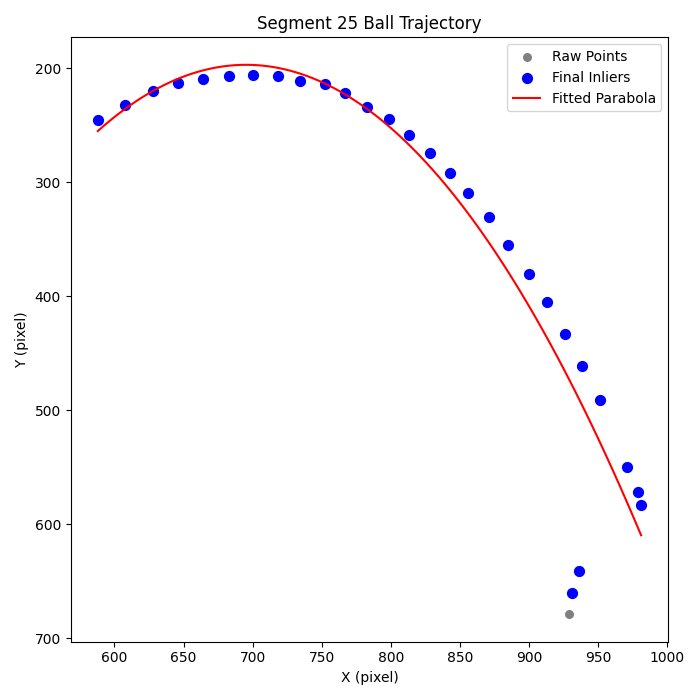 Segment 25 Ball Trajectory
Raw Points
Final Inliers
Fitted Parabola
200
300
400
500
600
700
Y (pixel)
600
650
700
750
800
850
900
950
1000
X (pixel)